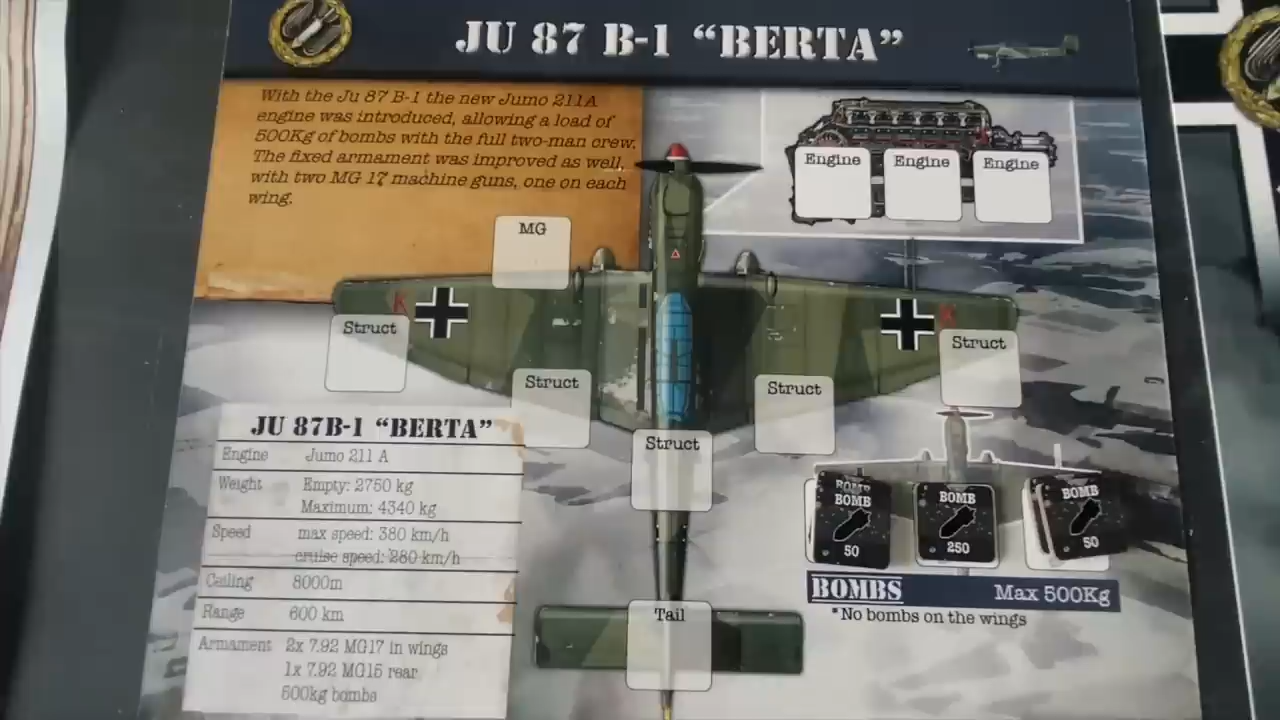 JU 87 B-1 “BERTA”
With the Ju 87 B-1 the new Jumo 211A
engine was introduced, allowing a load of
500Kg of bombs with the full two-man crew.
The fixed armament was improved as well,
with two MG 17 machine guns, one on each
wing.
Engine
Engine
Engine
MG
K
K
Struct
Struct
Struct
Struct
Struct
Tail
JU 87B-1 “BERTA”
Engine Jumo 211 A
Weight Empty: 2750 kg
Maximum: 4340 kg
Speed max speed: 380 km/h
cruise speed: 280 km/h
Ceiling 8000m
Range 600 km
Armament 2x 7.92 MG17 in wings
1x 7.92 MG15 rear
500kg bombs
BOMB
BOMB
50
BOMB
250
BOMB
50
BOMBS Max 500Kg
*No bombs on the wings